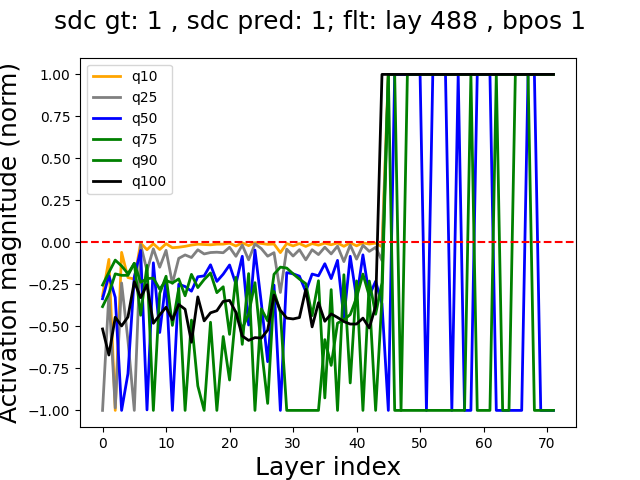 sdc gt: 1 , sdc pred: 1; flt: lay 488 , bpos 1
Activation magnitude (norm)
1.00
0.75
0.50
0.25
0.00
−0.25
−0.50
−0.75
−1.00
q10
q25
q50
q75
q90
q100
0 10 20 30 40 50 60 70
Layer index